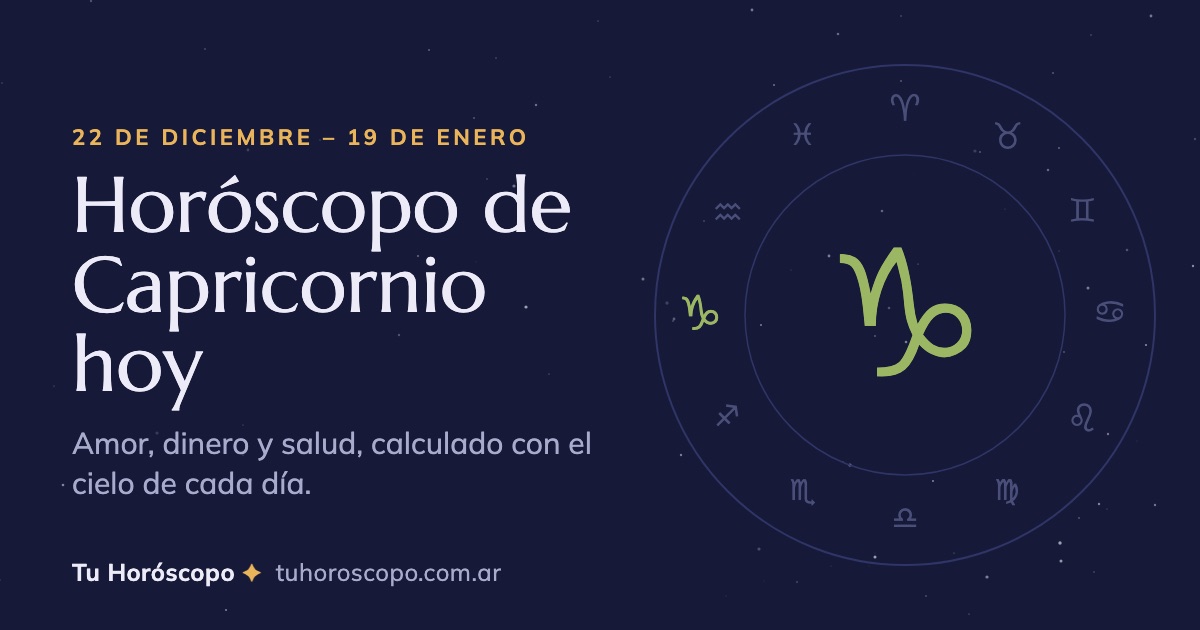 22 DE DICIEMBRE – 19 DE ENERO
Horóscopo de
Capricornio
hoy
Amor, dinero y salud, calculado con el
cielo de cada día.
Tu Horóscopo ✦ tuhoroscopo.com.ar